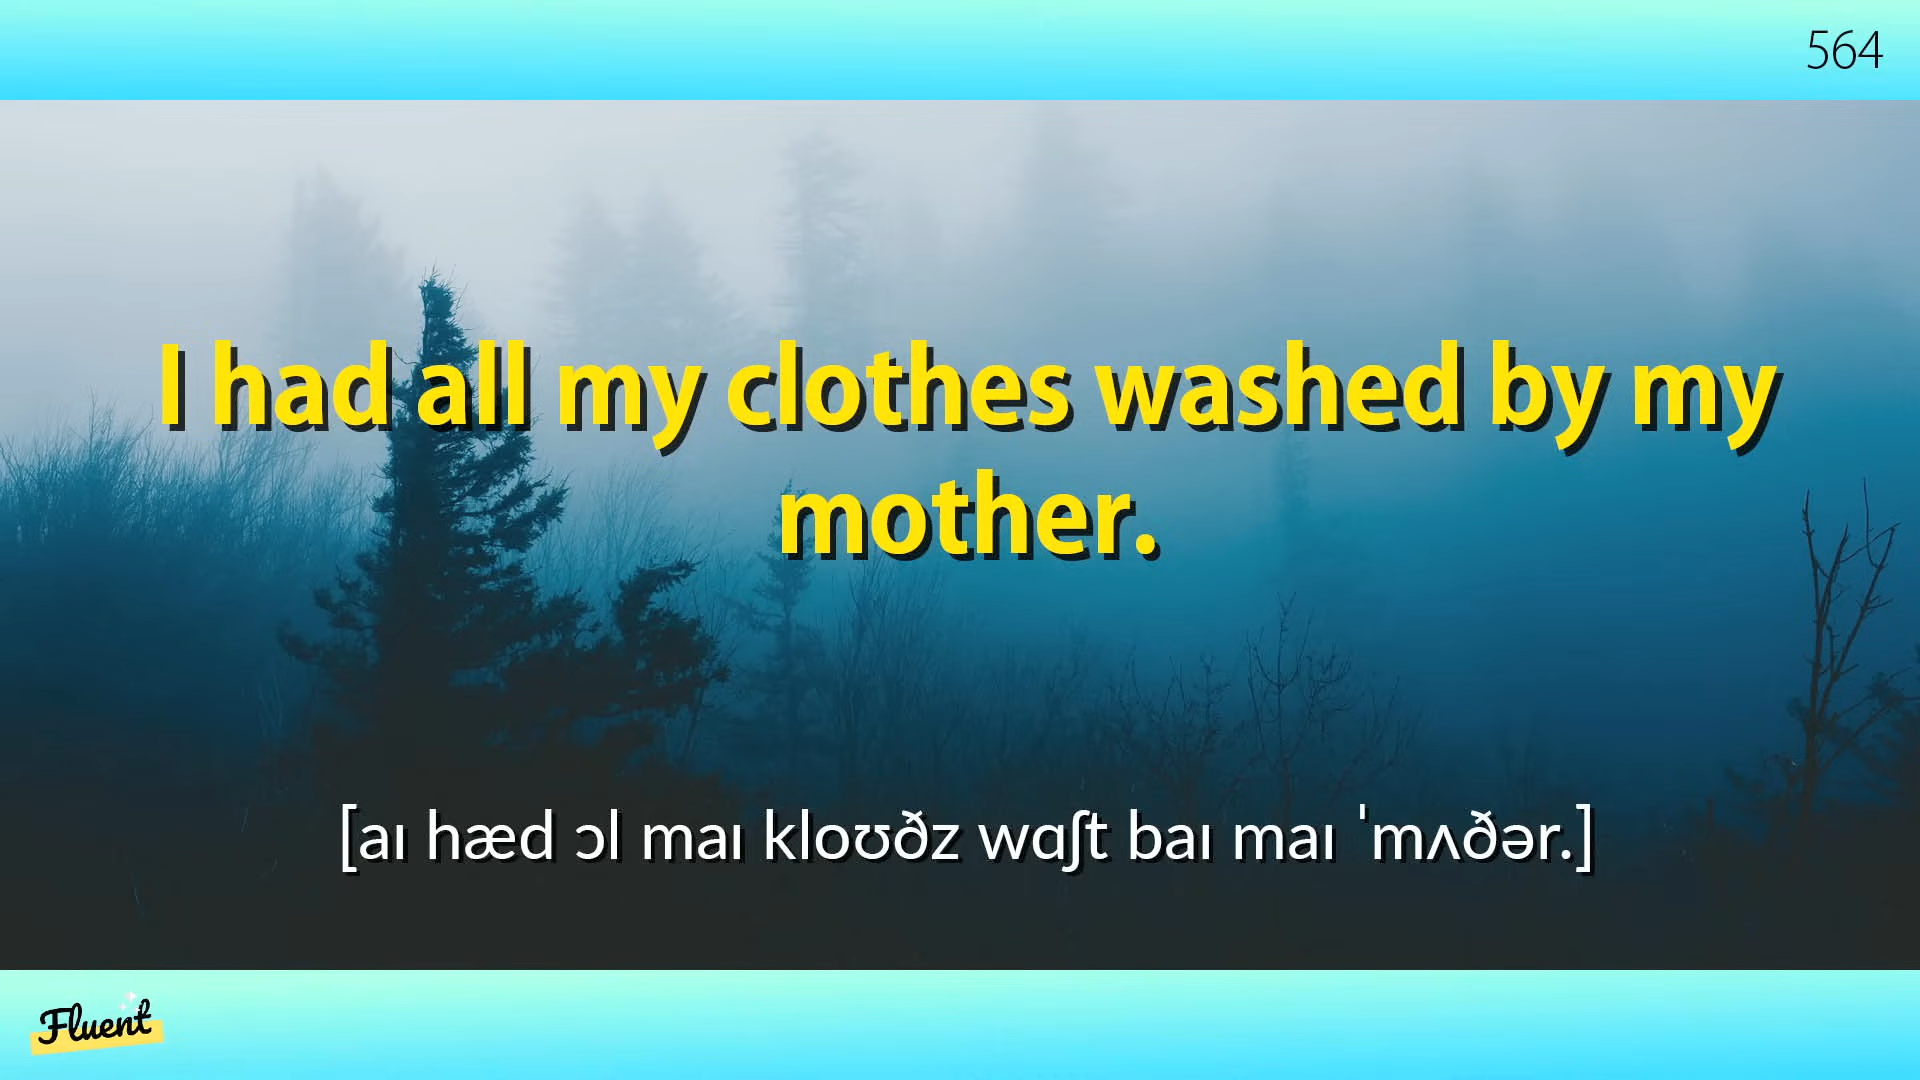 564
I had all my clothes washed by my
mother.
[aɪ hæd ɔl maɪ kloʊðz wɑʃt baɪ maɪ ˈmʌðər.]
Fluent